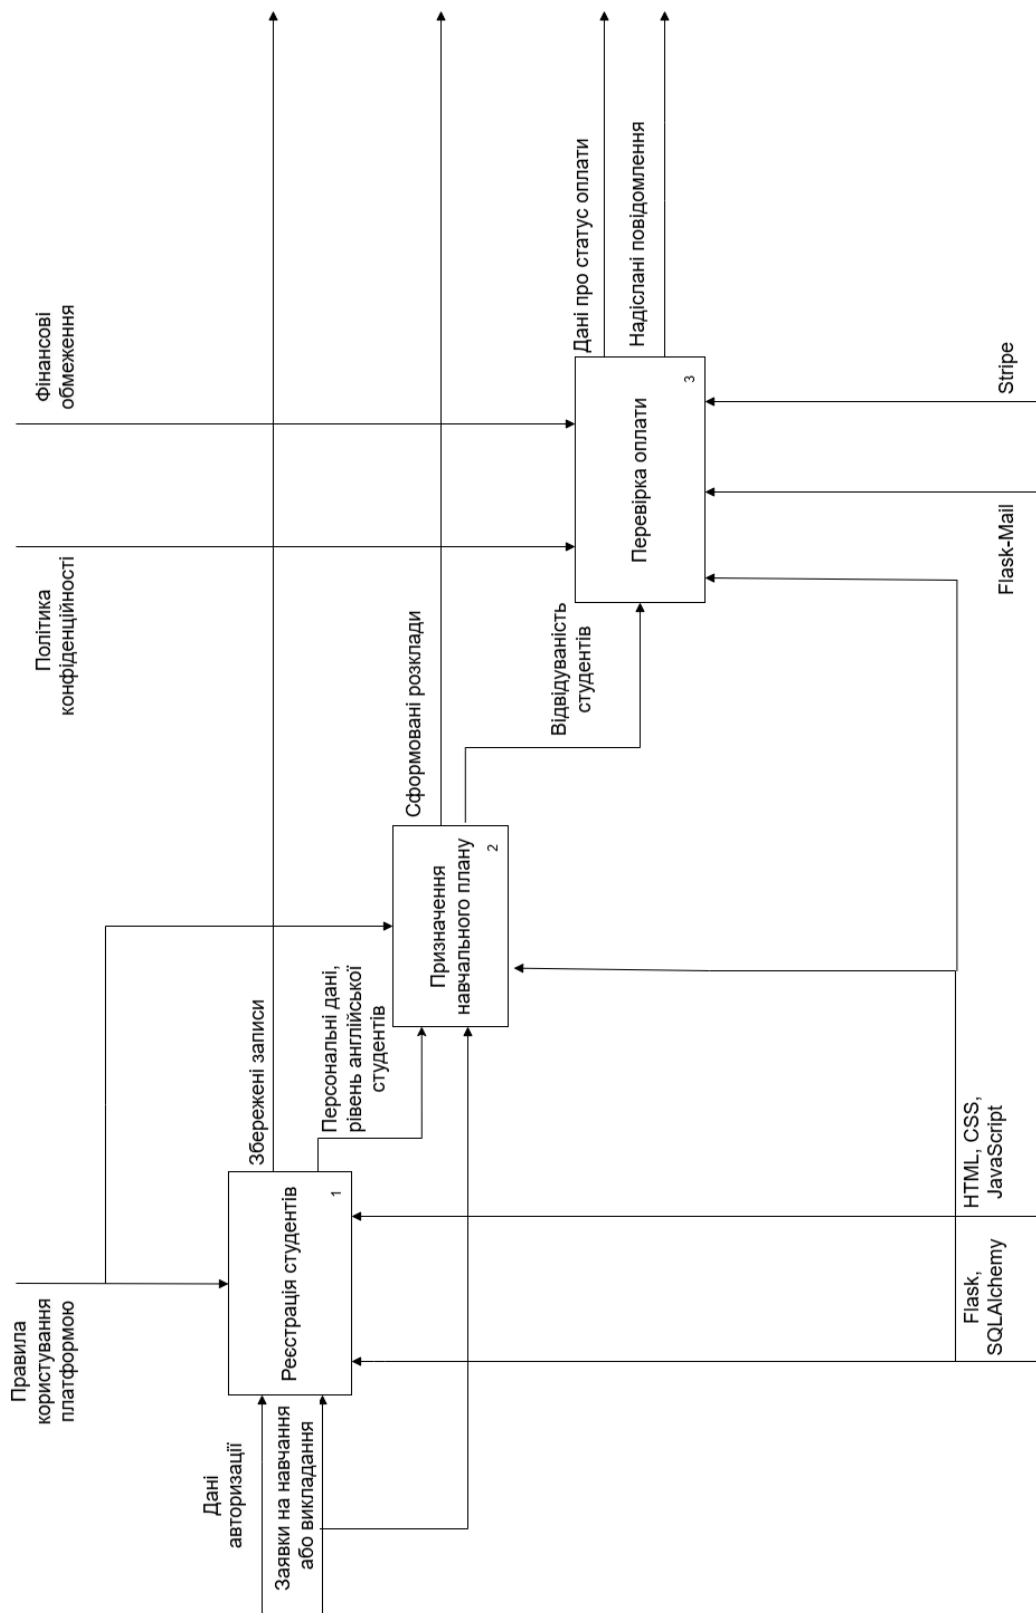 Правила
користування
платформою
Політика
конфіденційності
Фінансові
обмеження
Дані
авторизації
Заявки на навчання
або викладання
Реєстрація студентів
1
Збережені записи
Персональні дані,
рівень англійської
студентів
Призначення
навчального плану
2
Сформовані розклади
Відвідуваність
студентів
Перевірка оплати
3
Дані про статус оплати
Надіслані повідомлення
Flask,
SQLAlchemy
HTML, CSS,
JavaScript
Flask-Mail
Stripe